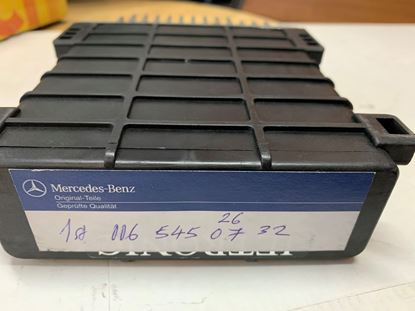 Mercedes-Benz
Original-Teile
Geprüfte Qualität
26
006 545 07 32